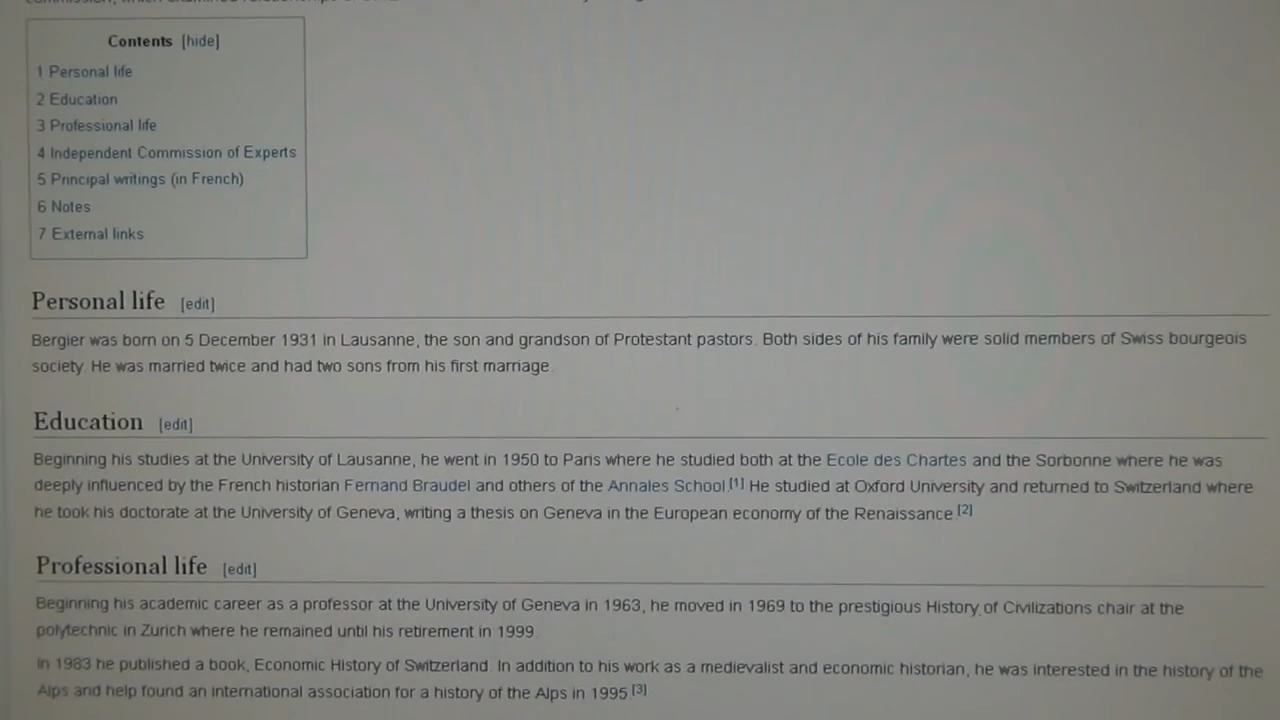 Contents [hide]
1 Personal life
2 Education
3 Professional life
4 Independent Commission of Experts
5 Principal writings (in French)
6 Notes
7 External links
Personal life [edit]
Bergier was born on 5 December 1931 in Lausanne, the son and grandson of Protestant pastors. Both sides of his family were solid members of Swiss bourgeois
society. He was married twice and had two sons from his first marriage.
Education [edit]
Beginning his studies at the University of Lausanne, he went in 1950 to Paris where he studied both at the Ecole des Chartes and the Sorbonne where he was
deeply influenced by the French historian Fernand Braudel and others of the Annales School.[1] He studied at Oxford University and returned to Switzerland where
he took his doctorate at the University of Geneva, writing a thesis on Geneva in the European economy of the Renaissance.[2]
Professional life [edit]
Beginning his academic career as a professor at the University of Geneva in 1963, he moved in 1969 to the prestigious History of Civilizations chair at the
polytechnic in Zurich where he remained until his retirement in 1999.
In 1983 he published a book, Economic History of Switzerland. In addition to his work as a medievalist and economic historian, he was interested in the history of the
Alps and help found an international association for a history of the Alps in 1995.[3]